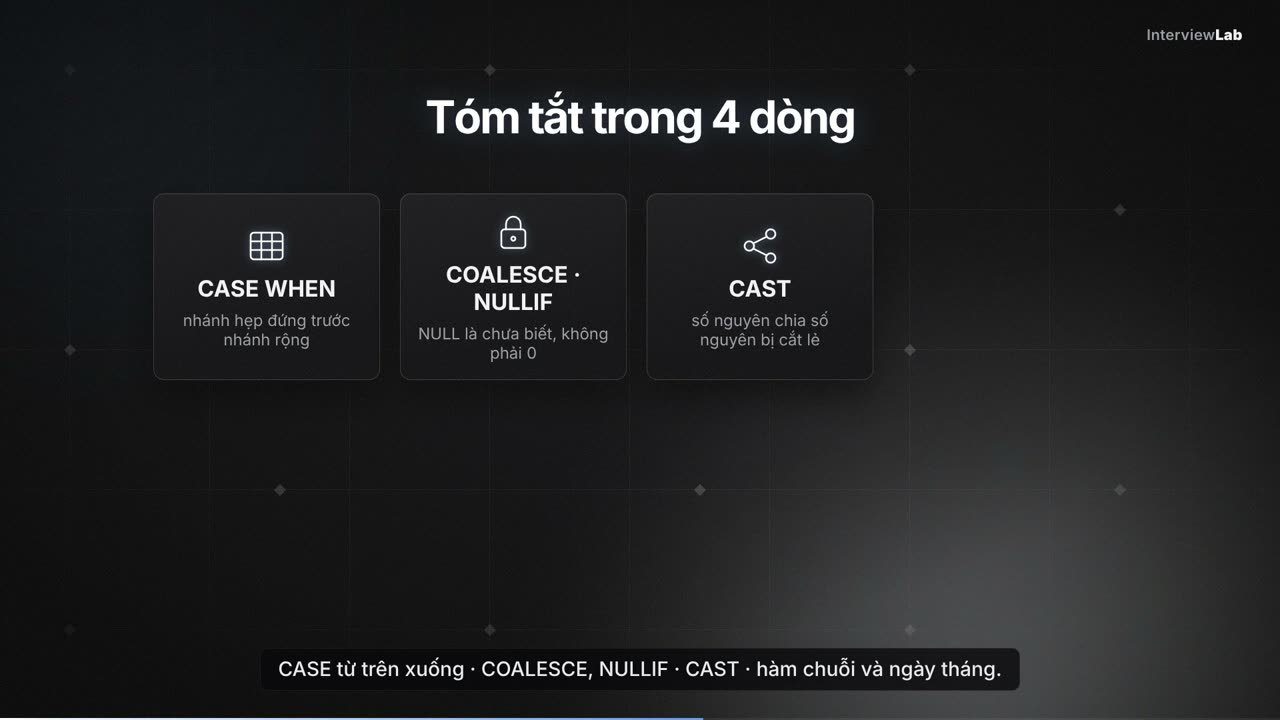 InterviewLab
Tóm tắt trong 4 dòng
CASE WHEN
nhánh hẹp đứng trước
nhánh rộng
COALESCE ·
NULLIF
NULL là chưa biết, không
phải 0
CAST
số nguyên chia số
nguyên bị cắt lẻ
CASE từ trên xuống · COALESCE, NULLIF · CAST · hàm chuỗi và ngày tháng.